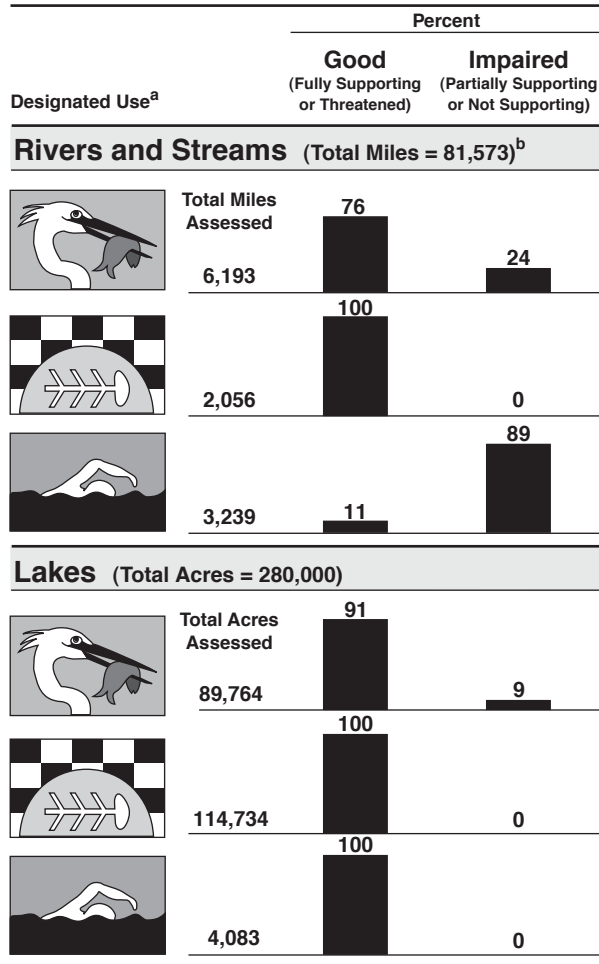 Percent
Good
(Fully Supporting
or Threatened)
Impaired
(Partially Supporting
or Not Supporting)
Designated Useª
Rivers and Streams (Total Miles = 81,573)ᵇ
Total Miles
Assessed
76
6,193
24
100
2,056
0
89
3,239
11
Lakes (Total Acres = 280,000)
Total Acres
Assessed
91
89,764
9
100
114,734
0
100
4,083
0